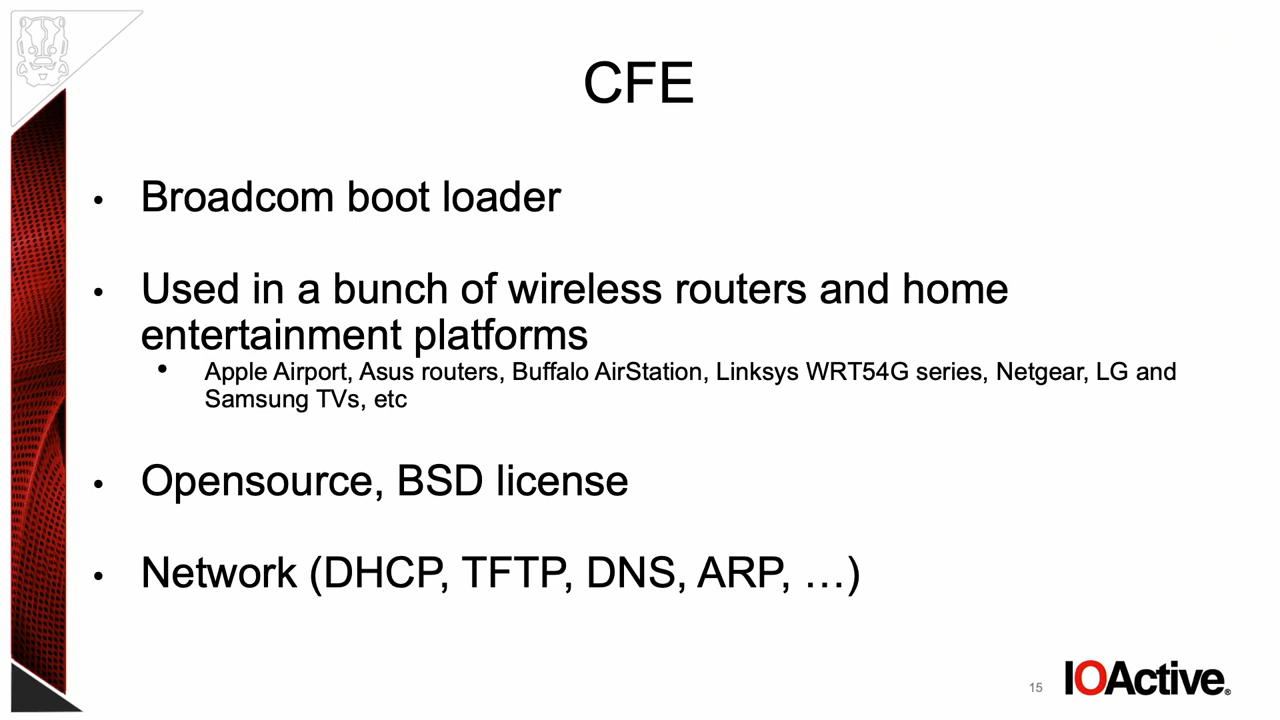 CFE
• Broadcom boot loader
• Used in a bunch of wireless routers and home
entertainment platforms
• Apple Airport, Asus routers, Buffalo AirStation, Linksys WRT54G series, Netgear, LG and
Samsung TVs, etc
• Opensource, BSD license
• Network (DHCP, TFTP, DNS, ARP, …)
15
IOActive®